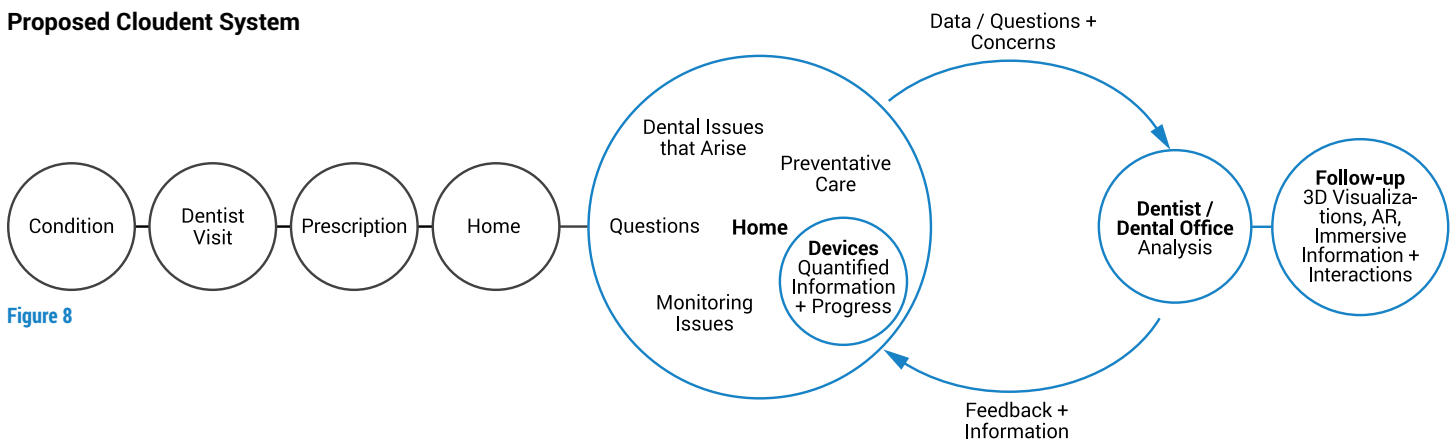 Proposed Cloudent System
Condition
Dentist
Visit
Prescription
Home
Dental Issues
that Arise
Preventative
Care
Questions
Home
Devices
Quantified
Information
+ Progress
Monitoring
Issues
Data / Questions +
Concerns
Dentist /
Dental Office
Analysis
Follow-up
3D Visualiza-
tions, AR,
Immersive
Information +
Interactions
Feedback +
Information
Figure 8